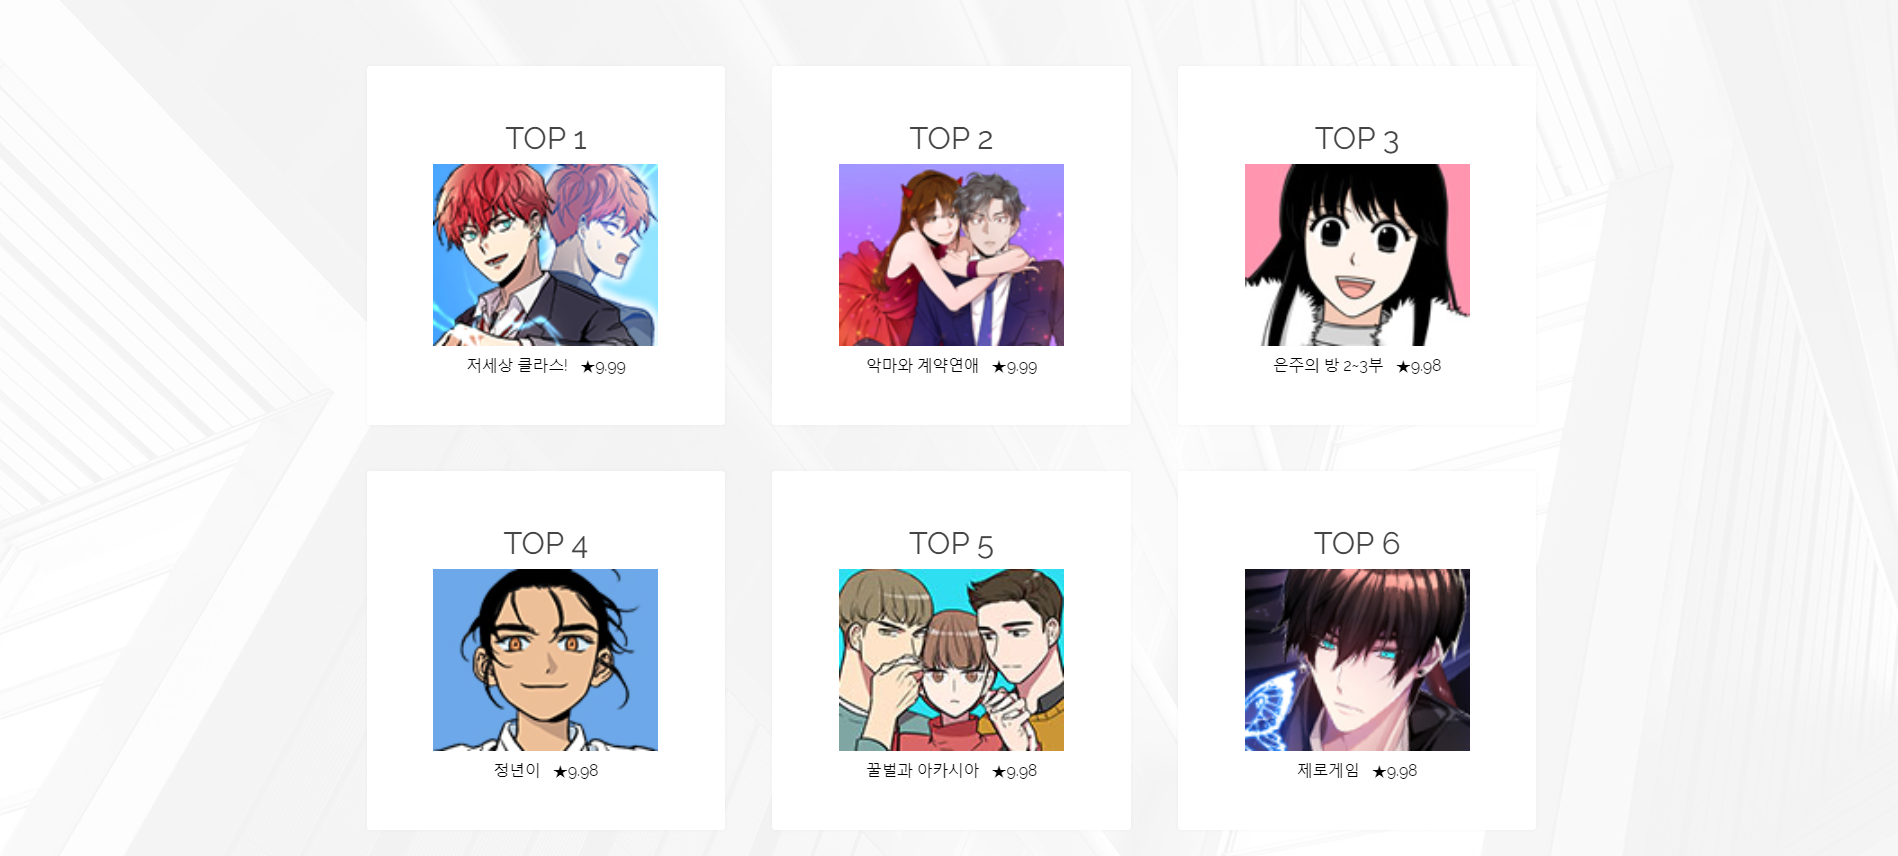 TOP 1
저세상 클라스! ★9.99
TOP 2
악마와 계약연애 ★9.99
TOP 3
은주의 방 2~3부 ★9.98
TOP 4
정년이 ★9.98
TOP 5
꿀벌과 아카시아 ★9.98
TOP 6
제로게임 ★9.98